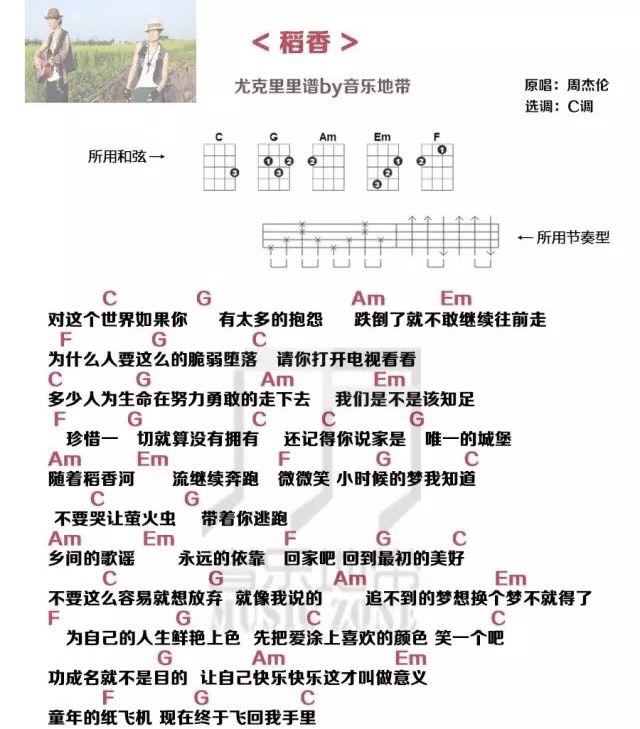 <稻香>
尤克里里谱by音乐地带
原唱：周杰伦
选调：C调
所用和弦→
C G Am Em F
3
1 2 3
2
1 2 3
1 2
←所用节奏型
C G Am Em
对这个世界如果你 有太多的抱怨 跌倒了就不敢继续往前走
F G C
为什么人要这么的脆弱堕落 请你打开电视看看
C G Am Em
多少人为生命在努力勇敢的走下去 我们是不是该知足
F G C C G
珍惜一 切就算没有拥有 还记得你说家是 唯一的城堡
Am Em F G C
随着稻香河 流继续奔跑 微微笑 小时候的梦我知道
C G
不要哭让萤火虫 带着你逃跑
Am Em F G C
乡间的歌谣 永远的依靠 回家吧 回到最初的美好
C G Am Em
不要这么容易就想放弃 就像我说的 追不到的梦想换个梦不就得了
F G C C
为自己的人生鲜艳上色 先把爱涂上喜欢的颜色 笑一个吧
G Am Em
功成名就不是目的 让自己快乐快乐这才叫做意义
F G C
童年的纸飞机 现在终于飞回我手里
音乐地带
MUSIC ZONE